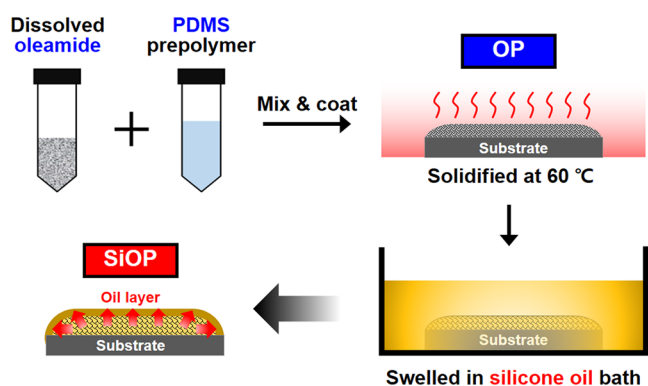 Dissolved
oleamide
PDMS
prepolymer
Mix & coat
OP
Substrate
Solidified at 60 ℃
SiOP
Oil layer
Substrate
Substrate
Swelled in silicone oil bath